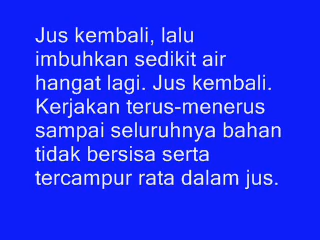 Jus kembali, lalu
imbuhkan sedikit air
hangat lagi. Jus kembali.
Kerjakan terus-menerus
sampai seluruhnya bahan
tidak bersisa serta
tercampur rata dalam jus.